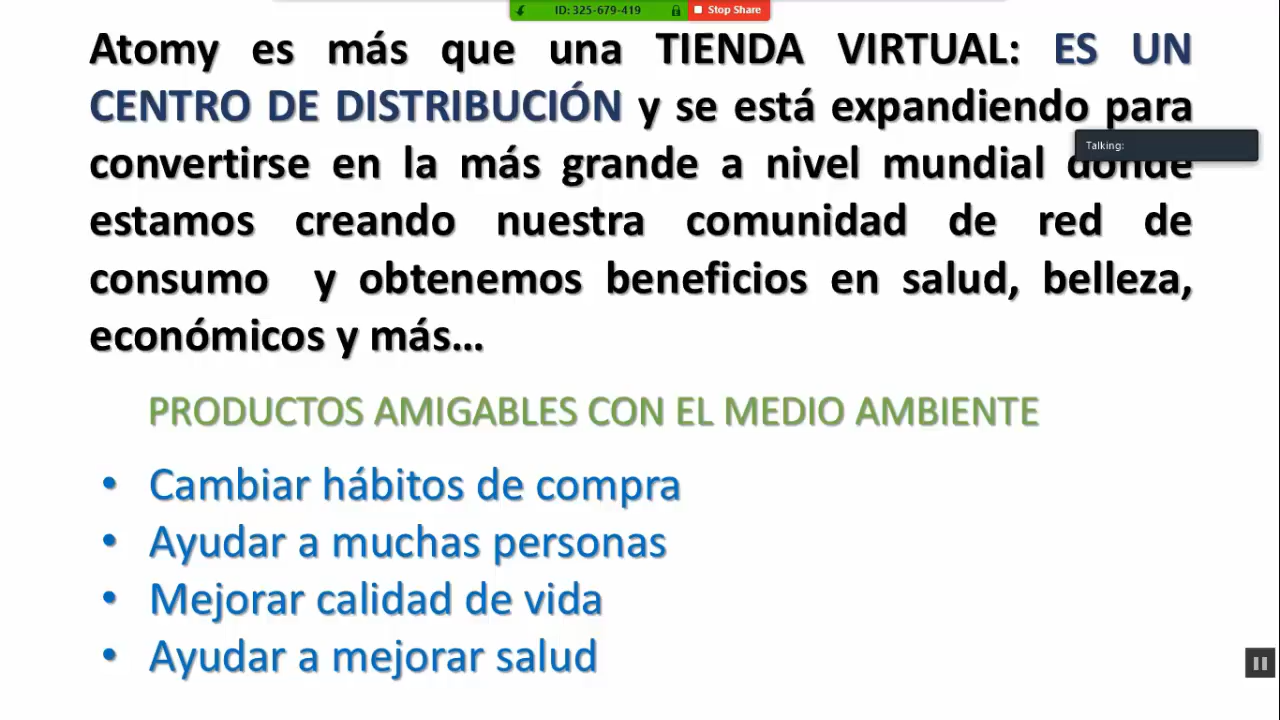 ID: 325-679-419
Stop Share
Atomy es más que una TIENDA VIRTUAL: ES UN
CENTRO DE DISTRIBUCIÓN y se está expandiendo para
Talking:
convertirse en la más grande a nivel mundial donde
estamos creando nuestra comunidad de red de
consumo y obtenemos beneficios en salud, belleza,
económicos y más...
PRODUCTOS AMIGABLES CON EL MEDIO AMBIENTE
• Cambiar hábitos de compra
• Ayudar a muchas personas
• Mejorar calidad de vida
• Ayudar a mejorar salud